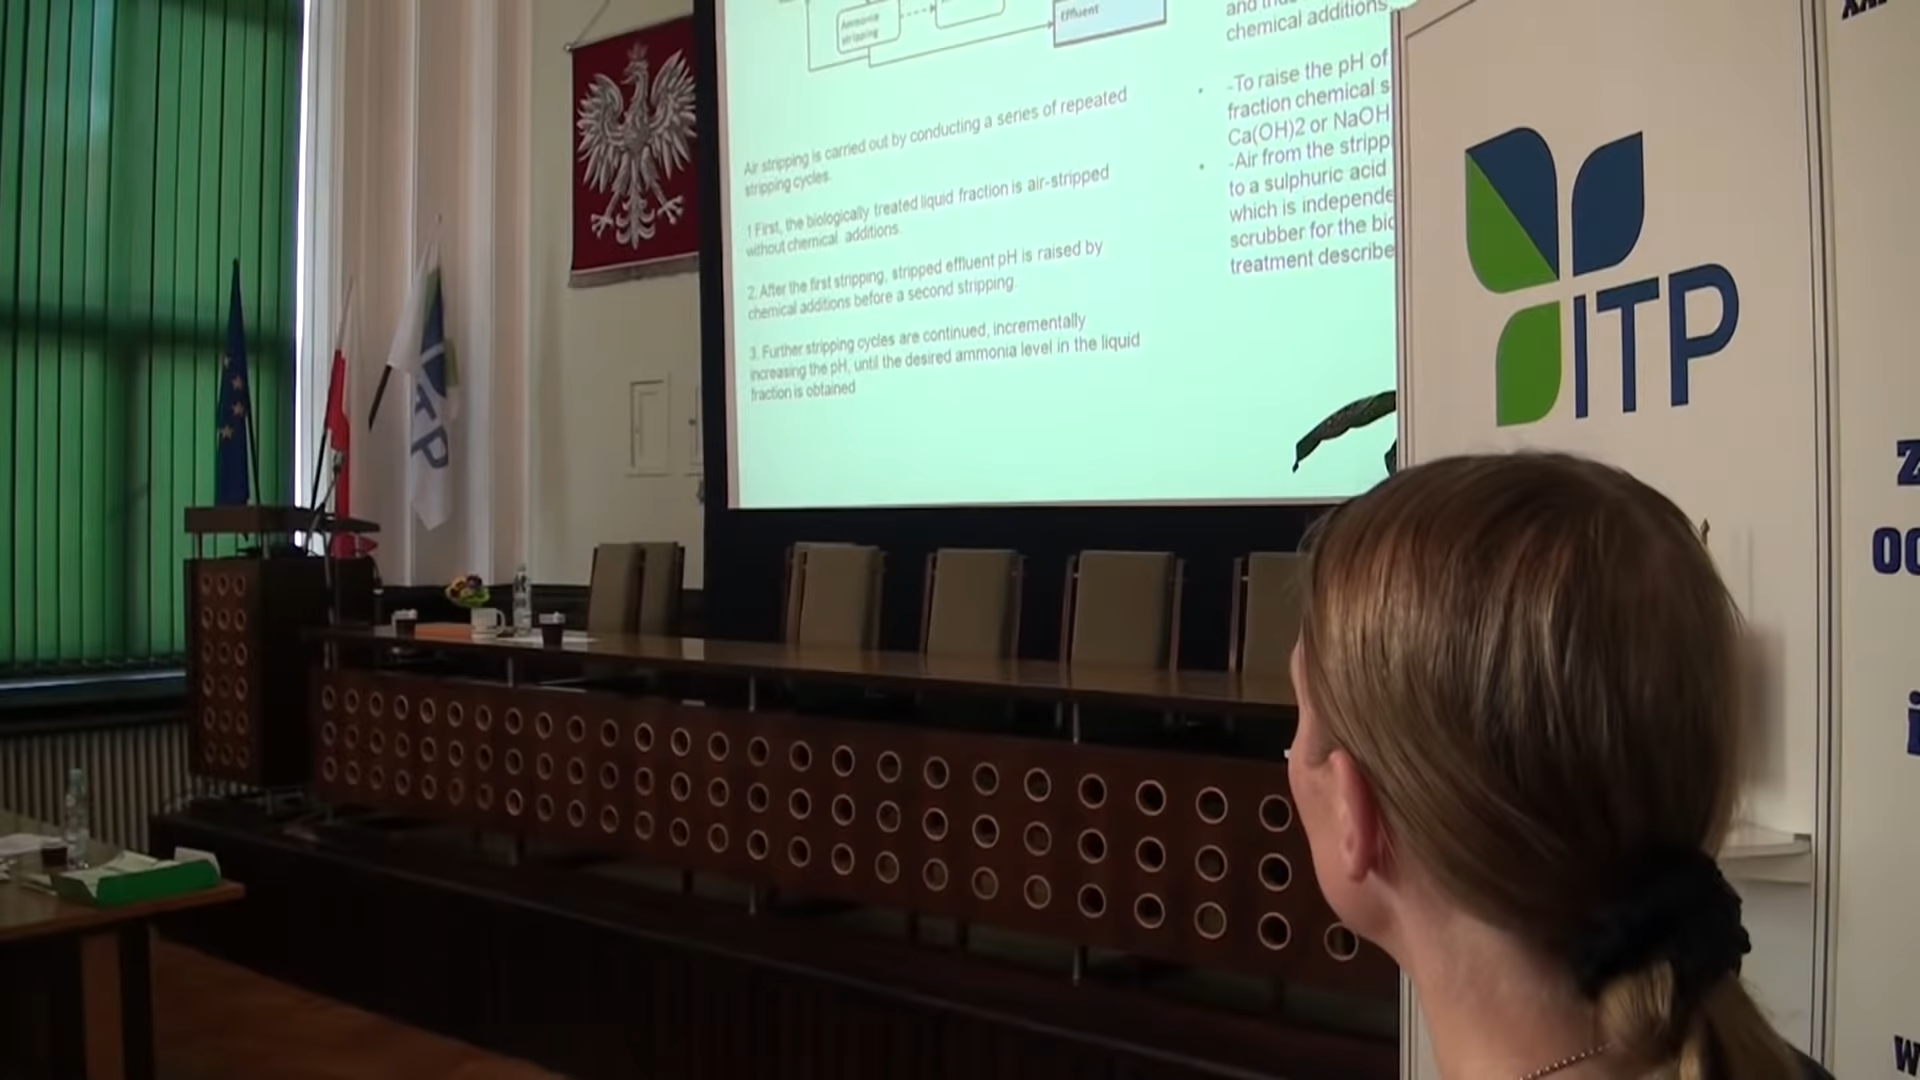 Ammonia
stripping
Effluent
Air stripping is carried out by conducting a series of repeated
stripping cycles.
1 First, the biologically treated liquid fraction is air-stripped
without chemical additions.
2. After the first stripping, stripped effluent pH is raised by
chemical additions before a second stripping.
3. Further stripping cycles are continued, incrementally
increasing the pH, until the desired ammonia level in the liquid
fraction is obtained
chemical additions
-To raise the pH of
fraction chemical s
Ca(OH)2 or NaOH
-Air from the stripp
to a sulphuric acid
which is independe
scrubber for the bio
treatment describe
ITP
ITP
Z
OC
i
W